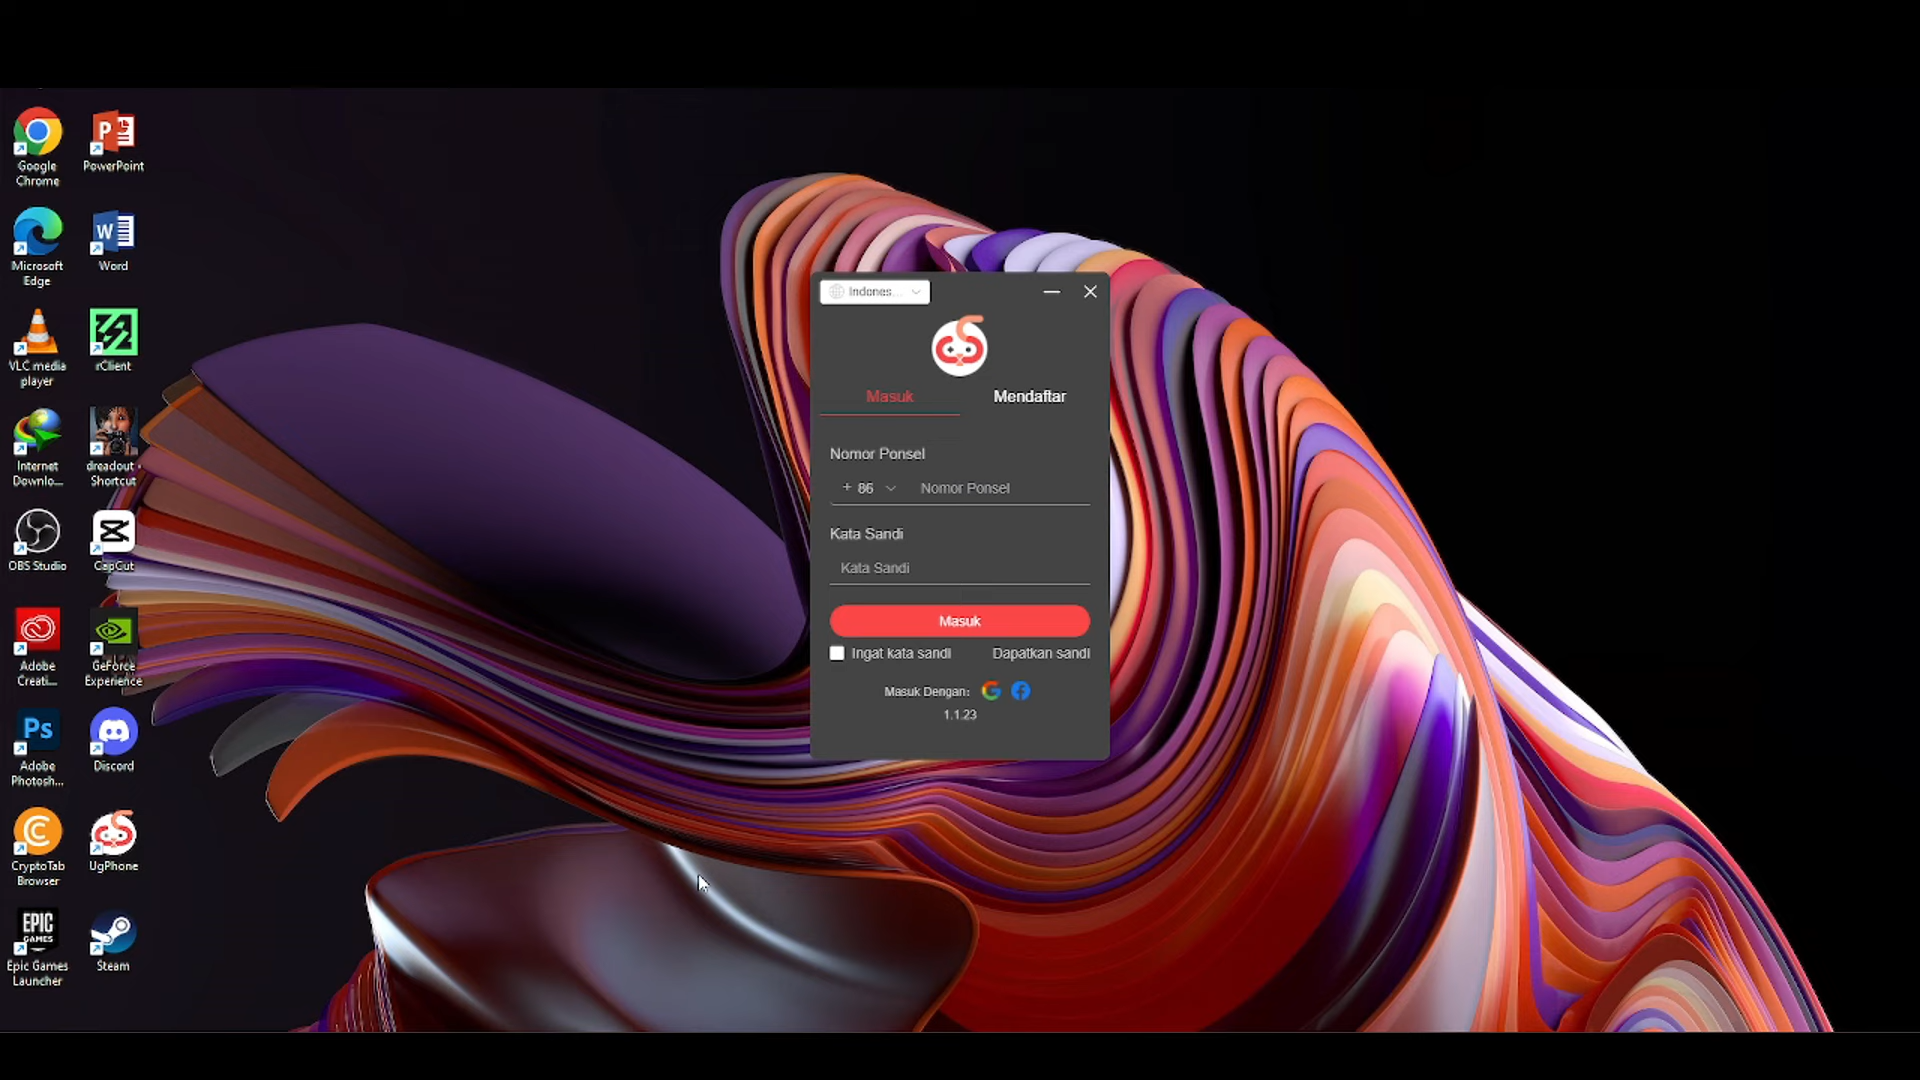 Google
Chrome
PowerPoint
Microsoft
Edge
Word
VLC media
player
rClient
Internet
Downlo...
dreadout -
Shortcut
OBS Studio
CapCut
Adobe
Creati...
GeForce
Experience
Ps
Adobe
Photosh...
Discord
CryptoTab
Browser
UgPhone
EPIC
GAMES
Epic Games
Launcher
Steam
Indones...
Masuk
Mendaftar
Nomor Ponsel
+ 86
Nomor Ponsel
Kata Sandi
Kata Sandi
Masuk
Ingat kata sandi
Dapatkan sandi
Masuk Dengan:
1.1.23